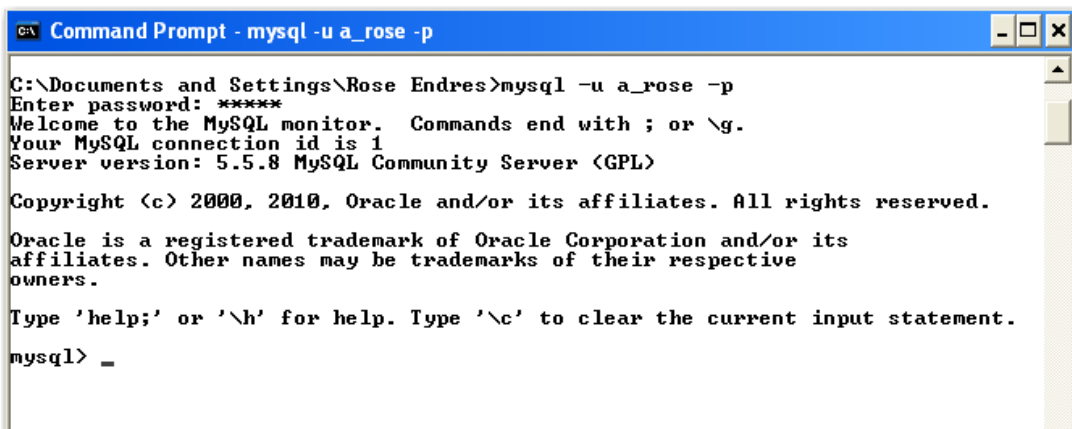 Command Prompt - mysql -u a_rose -p
C:\Documents and Settings\Rose Endres>mysql -u a_rose -p
Enter password: *****
Welcome to the MySQL monitor.  Commands end with ; or \g.
Your MySQL connection id is 1
Server version: 5.5.8 MySQL Community Server (GPL)
Copyright (c) 2000, 2010, Oracle and/or its affiliates. All rights reserved.
Oracle is a registered trademark of Oracle Corporation and/or its
affiliates. Other names may be trademarks of their respective
owners.
Type 'help;' or '\h' for help. Type '\c' to clear the current input statement.
mysql> _